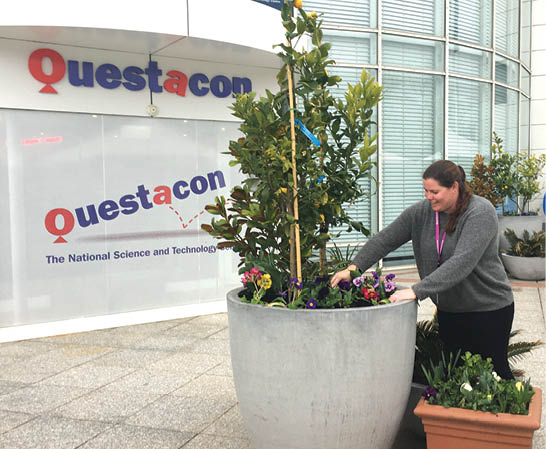 Questacon
Questacon
The National Science and Technology